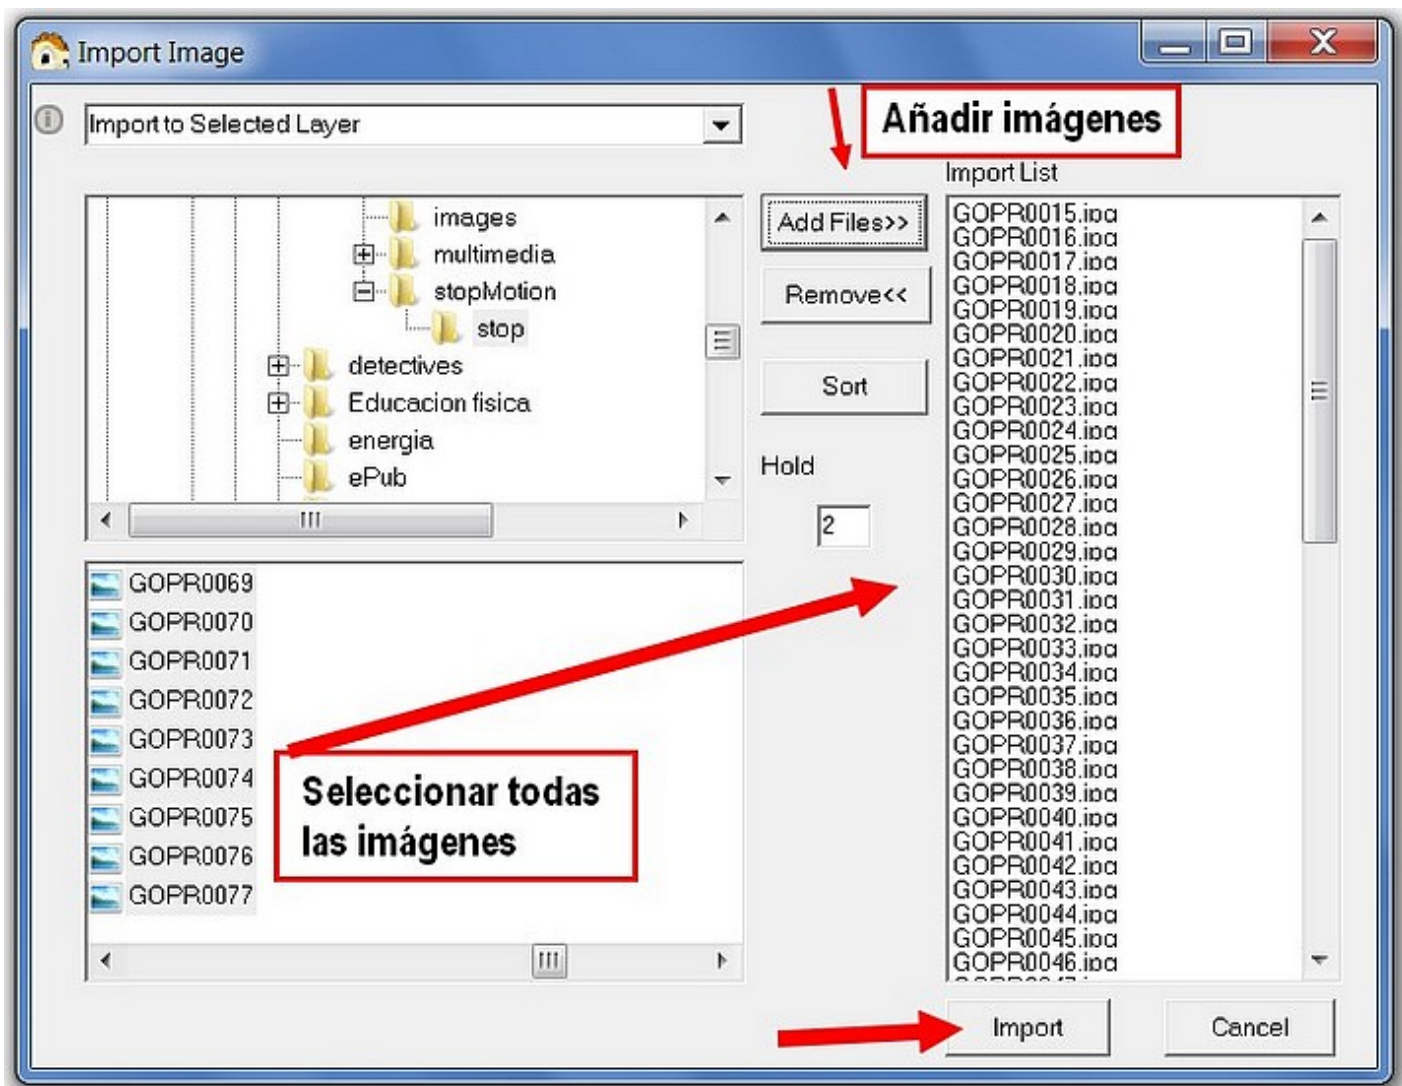 Import Image
Import to Selected Layer
Añadir imágenes
Import List
images
multimedia
stopMotion
stop
detectives
Educacion fisica
energia
ePub
Add Files>>
Remove<<
Sort
Hold
2
GOPR0069
GOPR0070
GOPR0071
GOPR0072
GOPR0073
GOPR0074
GOPR0075
GOPR0076
GOPR0077
Seleccionar todas
las imágenes
GOPR0015.jpg
GOPR0016.jpg
GOPR0017.jpg
GOPR0018.jpg
GOPR0019.jpg
GOPR0020.jpg
GOPR0021.jpg
GOPR0022.jpg
GOPR0023.jpg
GOPR0024.jpg
GOPR0025.jpg
GOPR0026.jpg
GOPR0027.jpg
GOPR0028.jpg
GOPR0029.jpg
GOPR0030.jpg
GOPR0031.jpg
GOPR0032.jpg
GOPR0033.jpg
GOPR0034.jpg
GOPR0035.jpg
GOPR0036.jpg
GOPR0037.jpg
GOPR0038.jpg
GOPR0039.jpg
GOPR0040.jpg
GOPR0041.jpg
GOPR0042.jpg
GOPR0043.jpg
GOPR0044.jpg
GOPR0045.jpg
GOPR0046.jpg
Import
Cancel